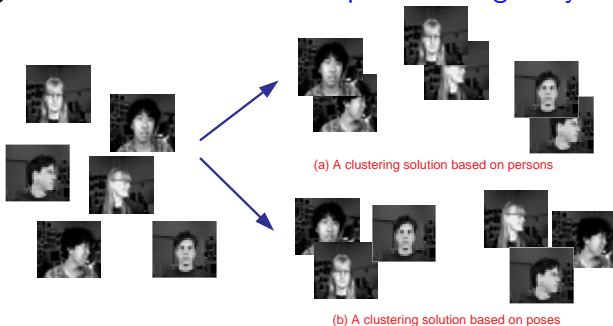 (a) A clustering solution based on persons
(b) A clustering solution based on poses